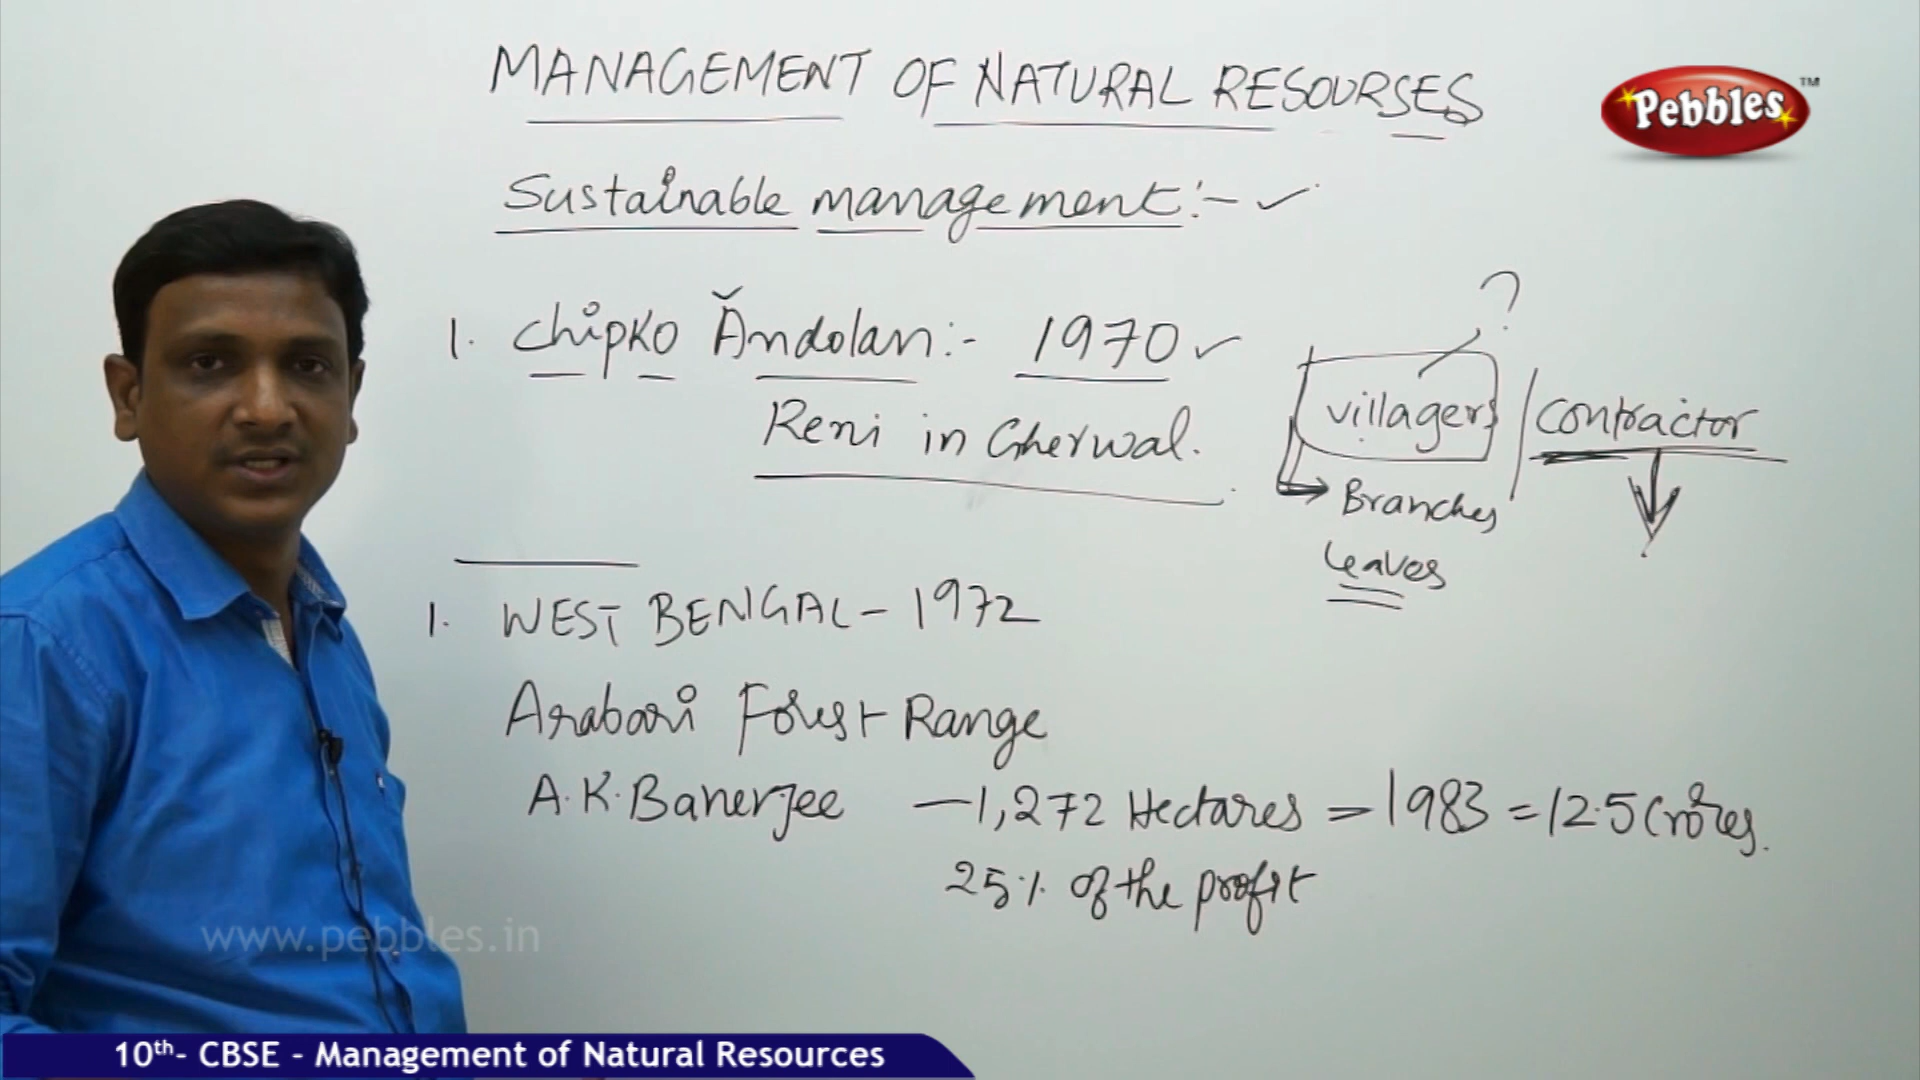 MANAGEMENT OF NATURAL RESOURSES
Pebbles™
Sustainable management:- ✓
1. Chipko Andolan:- 1970 ✓
?
villagers / contractor
Reni in Gherwal.
Branches
leaves
1. WEST BENGAL - 1972
Arabari Forest Range
A.K. Banerjee - 1,272 Hectares = 1983 = 12.5 Crores.
25% of the profit
www.pebbles.in
10th- CBSE - Management of Natural Resources